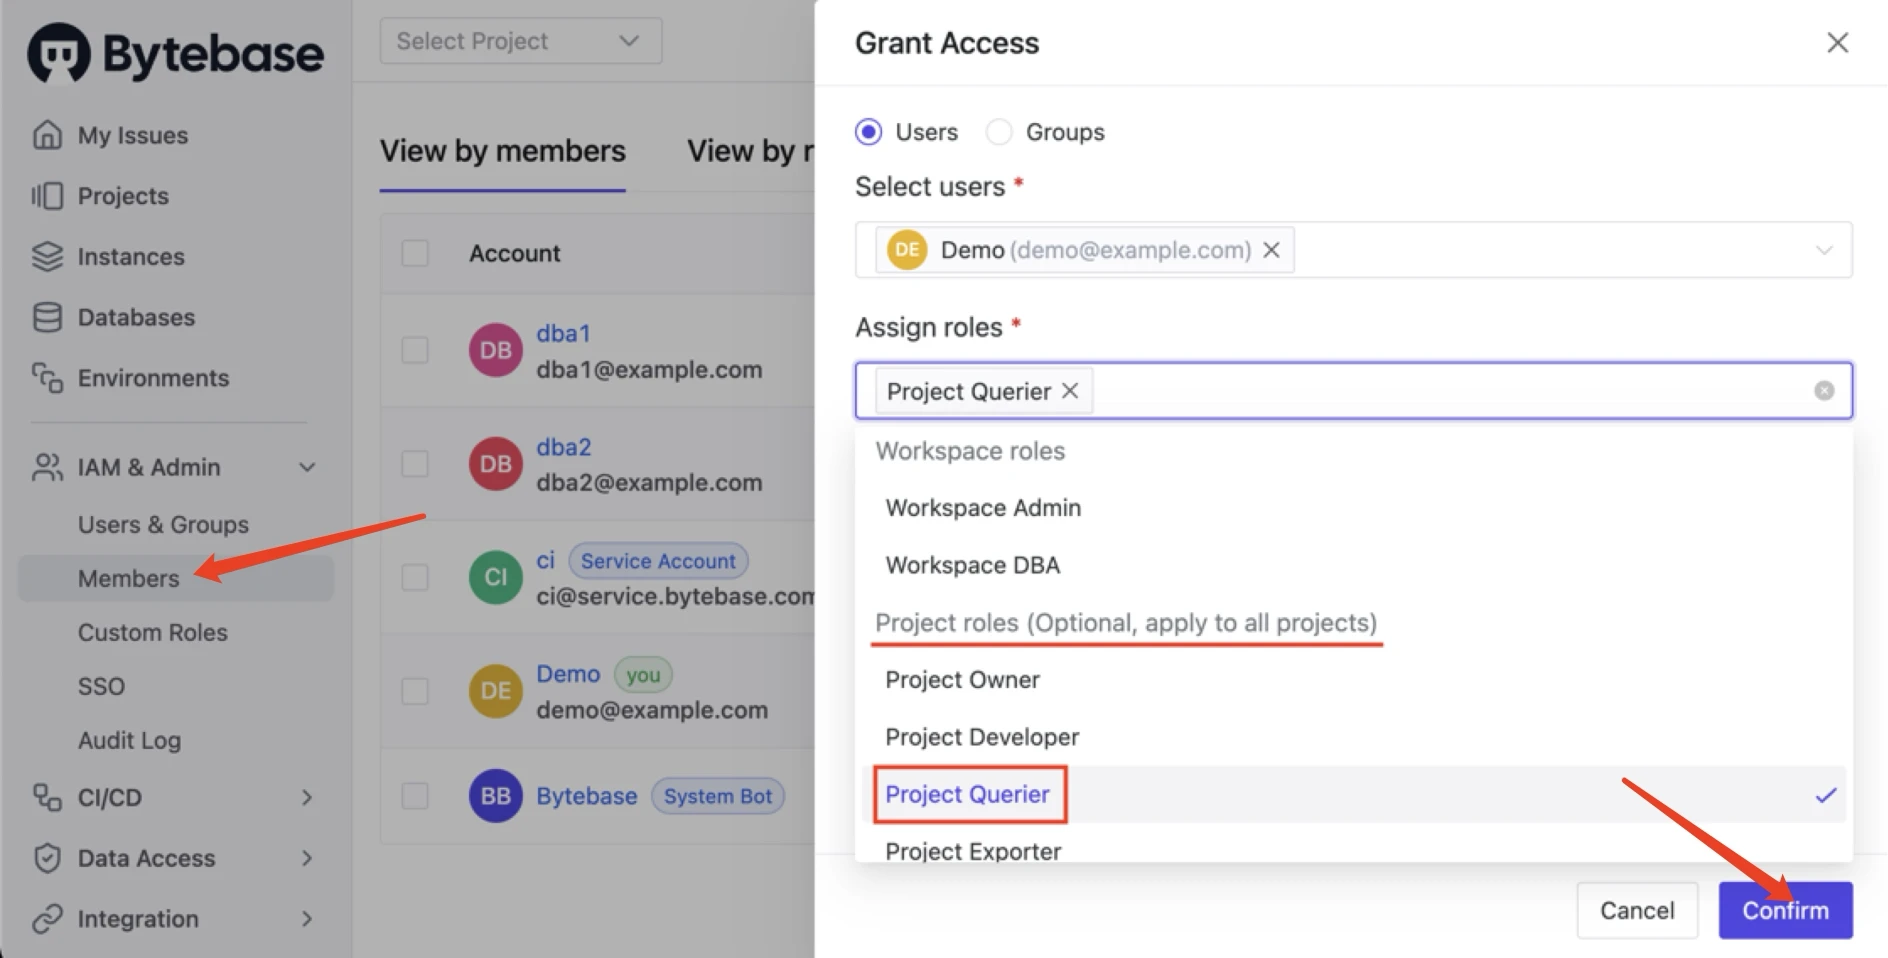 Bytebase
My Issues
Projects
Instances
Databases
Environments
IAM & Admin
Users & Groups
Members
Custom Roles
SSO
Audit Log
CI/CD
Data Access
Integration
Select Project
View by members
View by r
Account
DB
dba1
dba1@example.com
DB
dba2
dba2@example.com
CI
ci Service Account
ci@service.bytebase.com
DE
Demo you
demo@example.com
BB
Bytebase System Bot
Grant Access
Users Groups
Select users *
DE Demo (demo@example.com)
Assign roles *
Project Querier
Workspace roles
Workspace Admin
Workspace DBA
Project roles (Optional, apply to all projects)
Project Owner
Project Developer
Project Querier
Project Exporter
Cancel Confirm